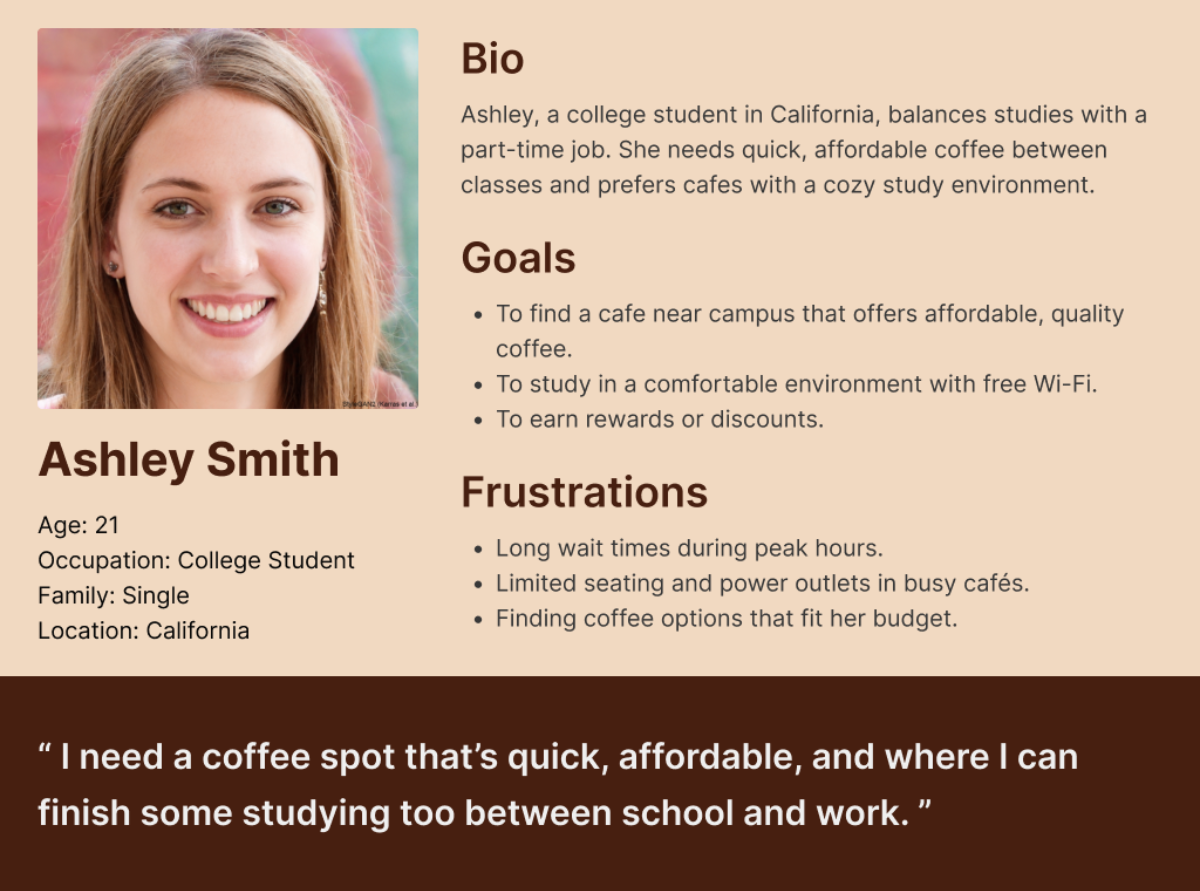 Bio
Ashley, a college student in California, balances studies with a
part-time job. She needs quick, affordable coffee between
classes and prefers cafes with a cozy study environment.
Goals
• To find a cafe near campus that offers affordable, quality
coffee.
• To study in a comfortable environment with free Wi-Fi.
• To earn rewards or discounts.
Frustrations
• Long wait times during peak hours.
• Limited seating and power outlets in busy cafés.
• Finding coffee options that fit her budget.
StyleGAN2 (Karras et al.)
Ashley Smith
Age: 21
Occupation: College Student
Family: Single
Location: California
“ I need a coffee spot that’s quick, affordable, and where I can
finish some studying too between school and work. ”